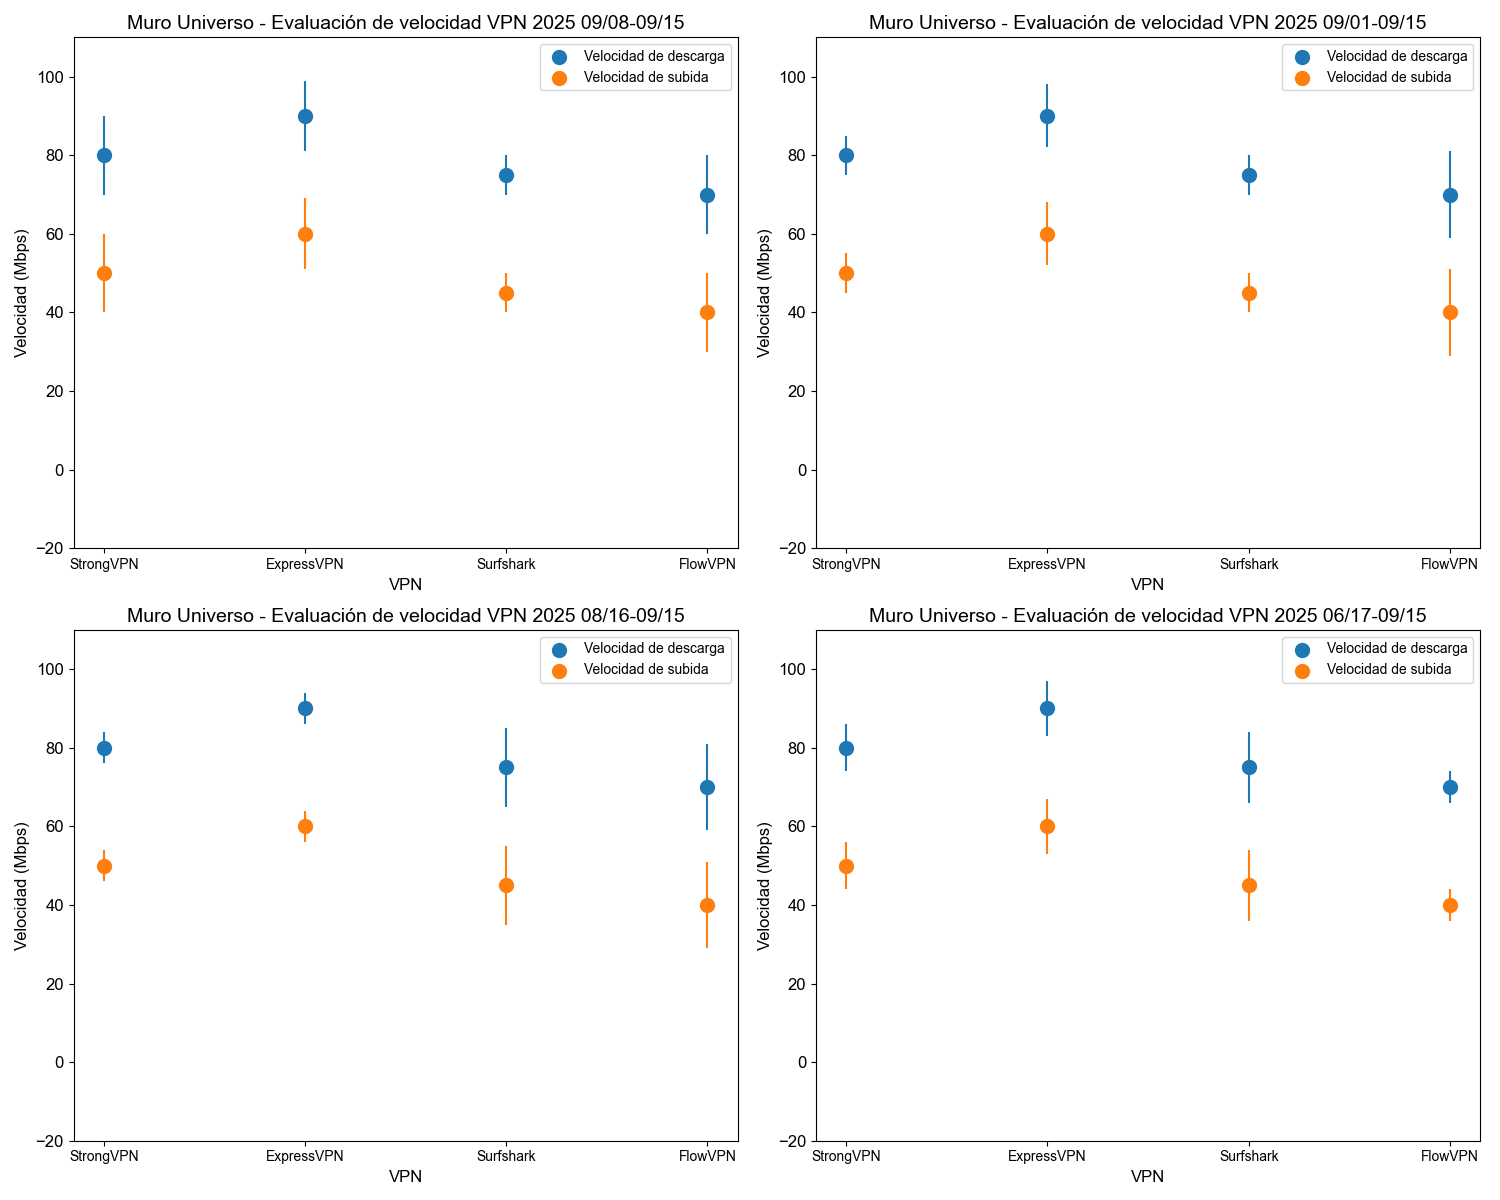 Muro Universo - Evaluación de velocidad VPN 2025 09/08-09/15
Velocidad de descarga
Velocidad de subida
Velocidad (Mbps)
100
80
60
40
20
0
−20
StrongVPN ExpressVPN Surfshark FlowVPN
VPN
Muro Universo - Evaluación de velocidad VPN 2025 09/01-09/15
Velocidad de descarga
Velocidad de subida
Velocidad (Mbps)
100
80
60
40
20
0
−20
StrongVPN ExpressVPN Surfshark FlowVPN
VPN
Muro Universo - Evaluación de velocidad VPN 2025 08/16-09/15
Velocidad de descarga
Velocidad de subida
Velocidad (Mbps)
100
80
60
40
20
0
−20
StrongVPN ExpressVPN Surfshark FlowVPN
VPN
Muro Universo - Evaluación de velocidad VPN 2025 06/17-09/15
Velocidad de descarga
Velocidad de subida
Velocidad (Mbps)
100
80
60
40
20
0
−20
StrongVPN ExpressVPN Surfshark FlowVPN
VPN